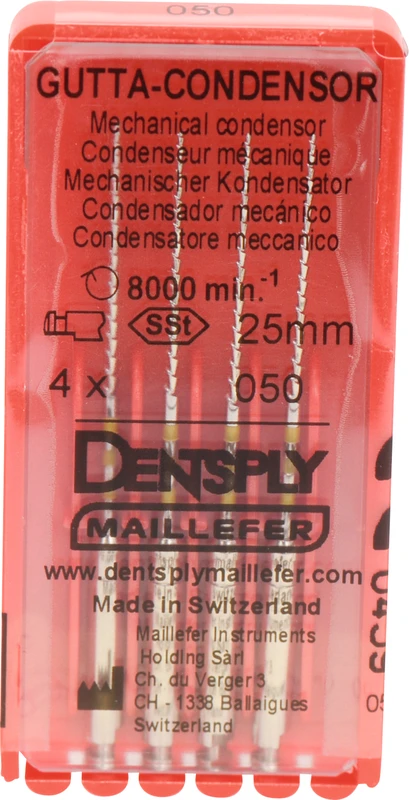 050
GUTTA-CONDENSOR
Mechanical condensor
Condenseur mécanique
Mechanischer Kondensator
Condensador mecánico
Condensatore meccanico
8000 min.-1
SSt 25mm
4 x 050
DENTSPLY
MAILLEFER
www.dentsplymaillefer.com
Made in Switzerland
Maillefer Instruments
Holding Sàrl
Ch. du Verger 3
CH - 1338 Ballaigues
Switzerland
0459
05